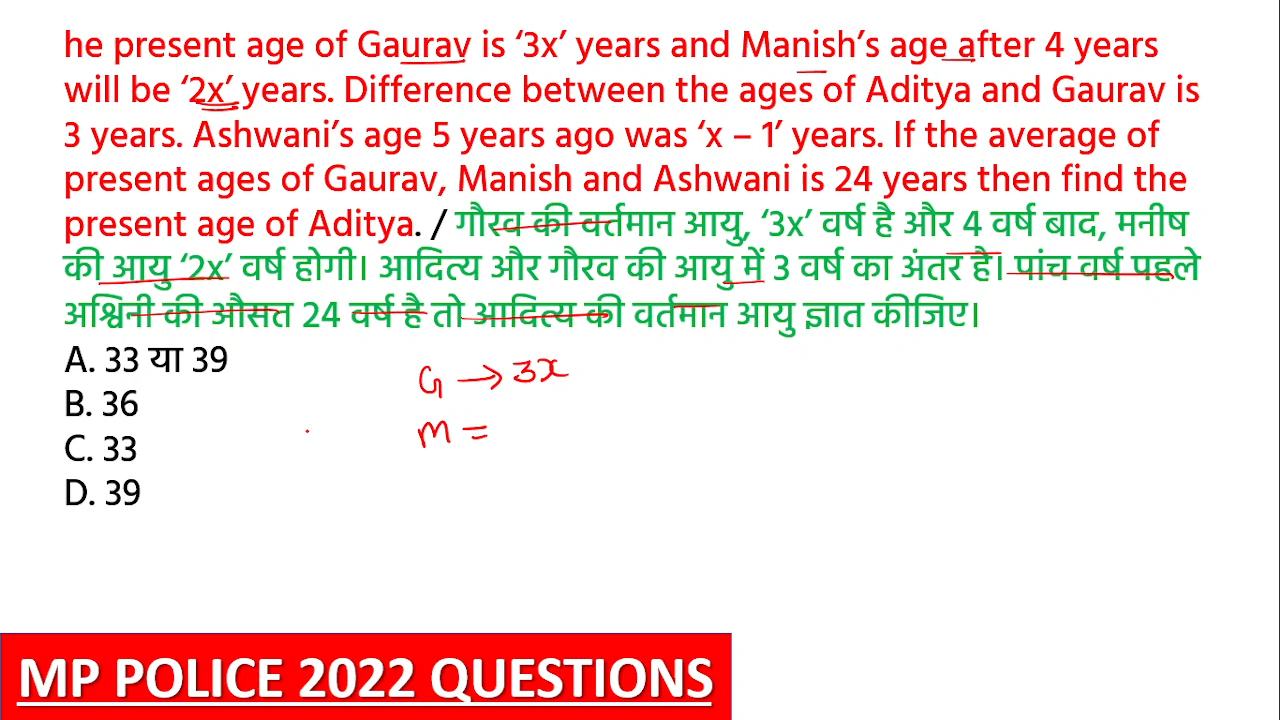 he present age of Gaurav is ‘3x’ years and Manish’s age after 4 years
will be ‘2x’ years. Difference between the ages of Aditya and Gaurav is
3 years. Ashwani’s age 5 years ago was ‘x – 1’ years. If the average of
present ages of Gaurav, Manish and Ashwani is 24 years then find the
present age of Aditya. / गौरव की वर्तमान आयु, ‘3x’ वर्ष है और 4 वर्ष बाद, मनीष
की आयु ‘2x’ वर्ष होगी। आदित्य और गौरव की आयु में 3 वर्ष का अंतर है। पांच वर्ष पहले
अश्विनी की औसत 24 वर्ष है तो आदित्य की वर्तमान आयु ज्ञात कीजिए।
A. 33 या 39
B. 36
C. 33
D. 39
G → 3x
M =
MP POLICE 2022 QUESTIONS